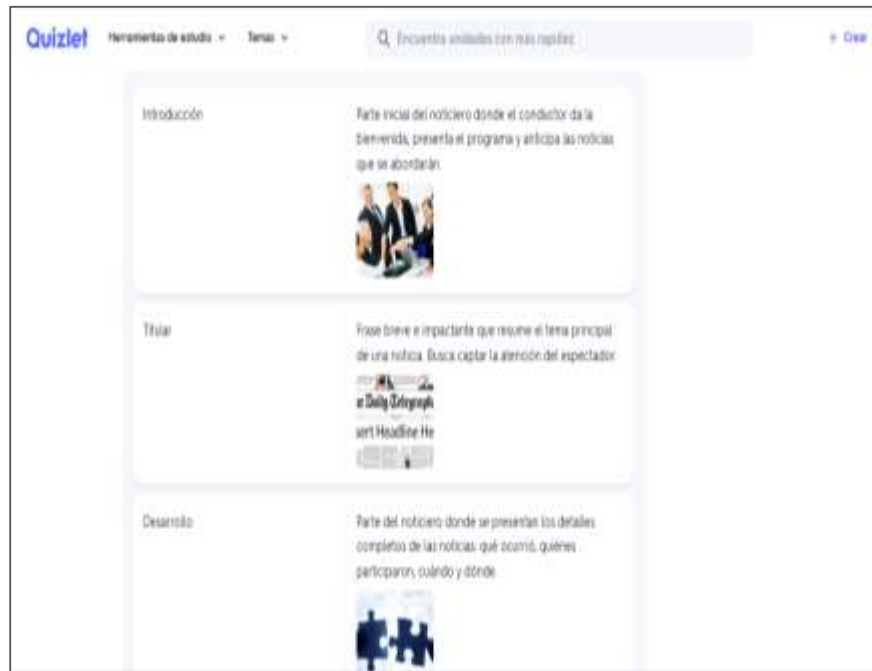 Quizlet
Herramientas de estudio
Temas
Encuentra unidades con más rapidez
+ Crear
Introducción
Parte inicial del noticiero donde el conductor da la
bienvenida, presenta el programa y anticipa las noticias
que se abordarán.
Titular
Frase breve e impactante que resume el tema principal
de una noticia. Busca captar la atención del espectador.
Daily Telegraph
sert Headline He
Desarrollo
Parte del noticiero donde se presentan los detalles
completos de las noticias: qué ocurrió, quiénes
participaron, cuándo y dónde.